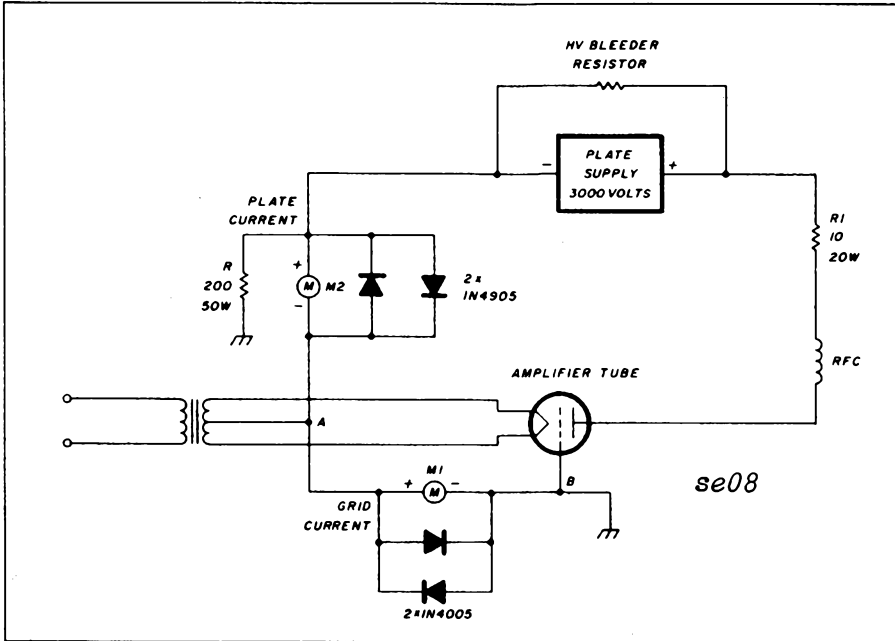 HV BLEEDER
RESISTOR
-
PLATE
SUPPLY
3000 VOLTS
+
PLATE
CURRENT
R1
10
20W
R
200
50W
+
M
M2
-
2x
1N4905
RFC
AMPLIFIER TUBE
A
M1
+
M
-
B
GRID
CURRENT
se08
2x1N4005